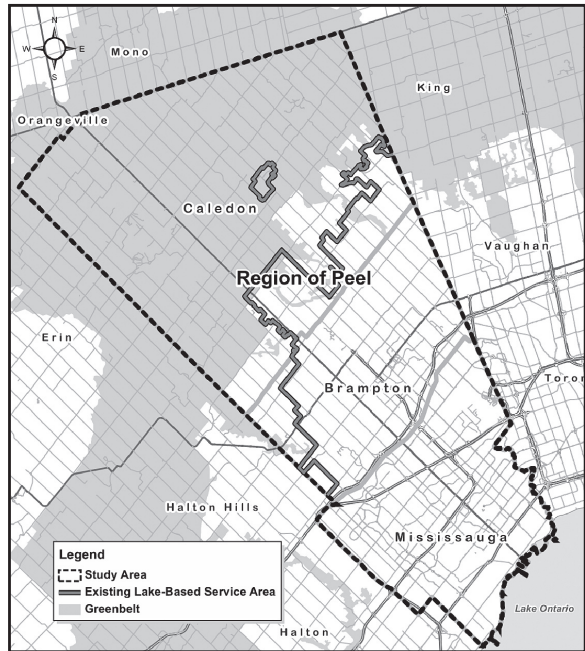 N
Mono
W E
S
King
Orangeville
Caledon
Vaughan
Region of Peel
Erin
Brampton
Toron
Halton Hills
Mississauga
Legend
Study Area
Existing Lake-Based Service Area
Greenbelt
Lake Ontario
Halton